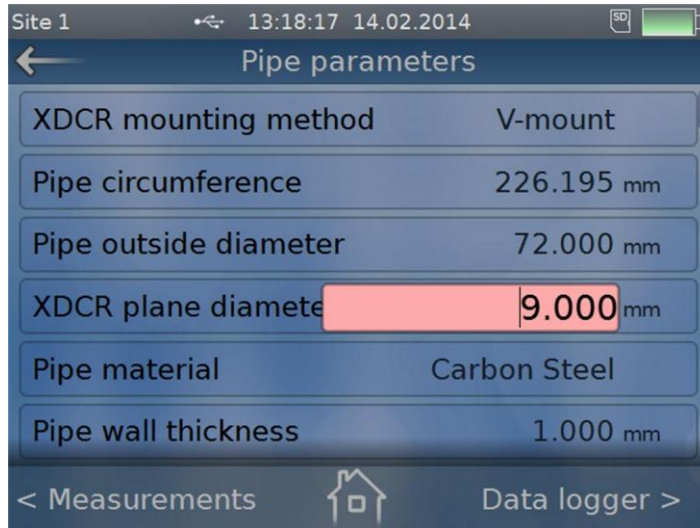 Site 1 13:18:17 14.02.2014 SD
Pipe parameters
XDCR mounting method V-mount
Pipe circumference 226.195 mm
Pipe outside diameter 72.000 mm
XDCR plane diamete 9.000 mm
Pipe material Carbon Steel
Pipe wall thickness 1.000 mm
< Measurements Data logger >